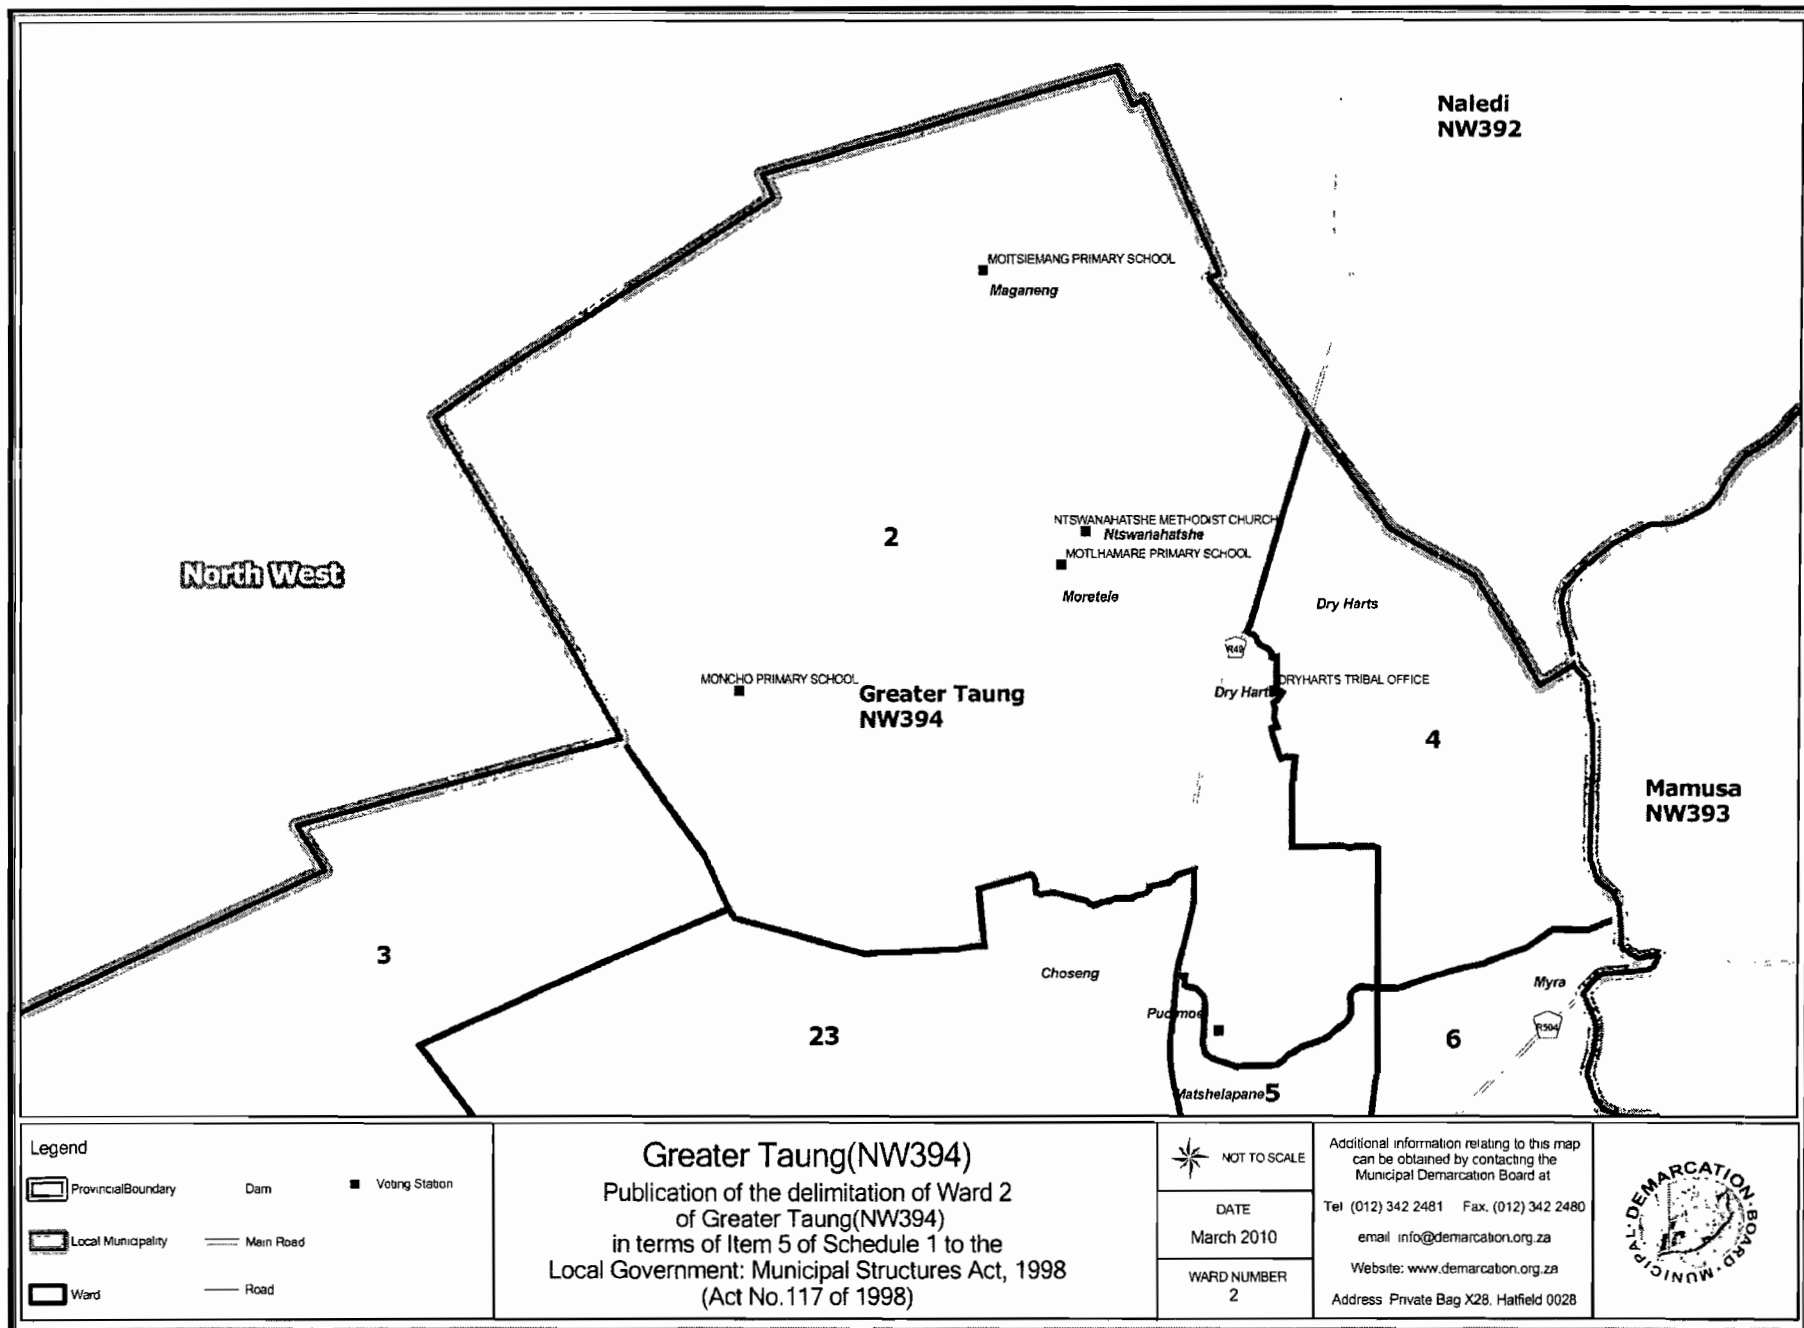 Naledi
NW392
MOITSIEMANG PRIMARY SCHOOL
Maganeng
NTSWANAHATSHE METHODIST CHURCH
Ntswanahatshe
MOTLHAMARE PRIMARY SCHOOL
Moretele
2
North West
Dry Harts
R49
MONCHO PRIMARY SCHOOL
Greater Taung
NW394
Dry Hart
DRYHARTS TRIBAL OFFICE
4
Mamusa
NW393
3
Choseng
Myra
23
6
R504
Matshelapane
5
Legend
ProvincialBoundary
Dam
Voting Station
Local Municipality
Main Road
Ward
Road
Greater Taung(NW394)
Publication of the delimitation of Ward 2
of Greater Taung(NW394)
in terms of Item 5 of Schedule 1 to the
Local Government: Municipal Structures Act, 1998
(Act No.117 of 1998)
NOT TO SCALE
DATE
March 2010
WARD NUMBER
2
Additional information relating to this map
can be obtained by contacting the
Municipal Demarcation Board at
Tel (012) 342 2481 Fax. (012) 342 2480
email info@demarcation.org.za
Website: www.demarcation.org.za
Address Private Bag X28, Hatfield 0028
MUNICIPAL DEMARCATION BOARD